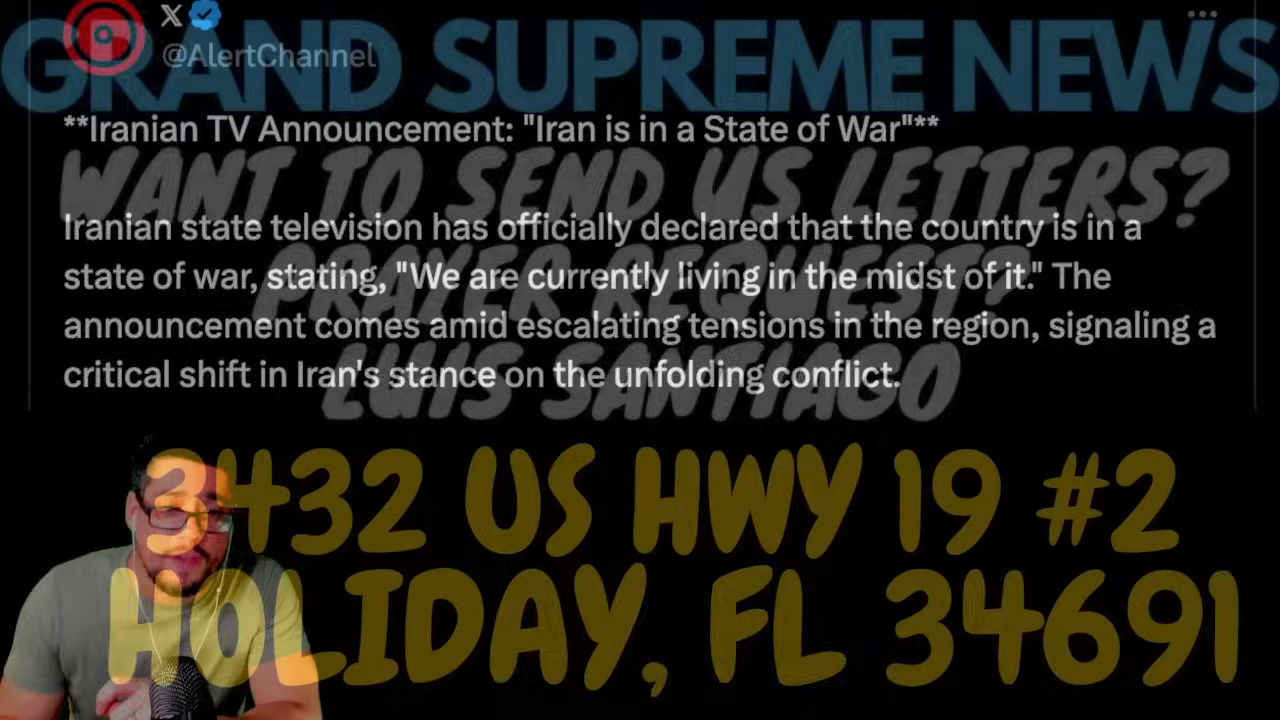 X
@AlertChannel
GRAND SUPREME NEWS
**Iranian TV Announcement: "Iran is in a State of War"**
WANT TO SEND US LETTERS?
Iranian state television has officially declared that the country is in a
state of war, stating, "We are currently living in the midst of it." The
PRAYER REQUEST?
announcement comes amid escalating tensions in the region, signaling a
critical shift in Iran's stance on the unfolding conflict.
LUIS SANTIAGO
3432 US HWY 19 #2
HOLIDAY, FL 34691